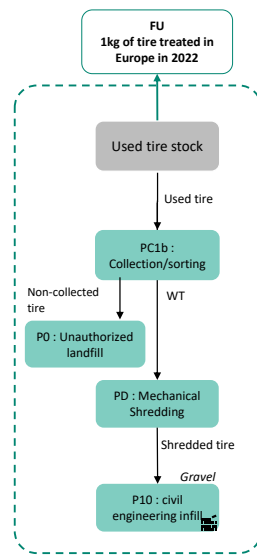 FU
1kg of tire treated in
Europe in 2022
Used tire stock
Used tire
PC1b :
Collection/sorting
Non-collected
tire
WT
P0 : Unauthorized
landfill
PD : Mechanical
Shredding
Shredded tire
Gravel
P10 : civil
engineering infill